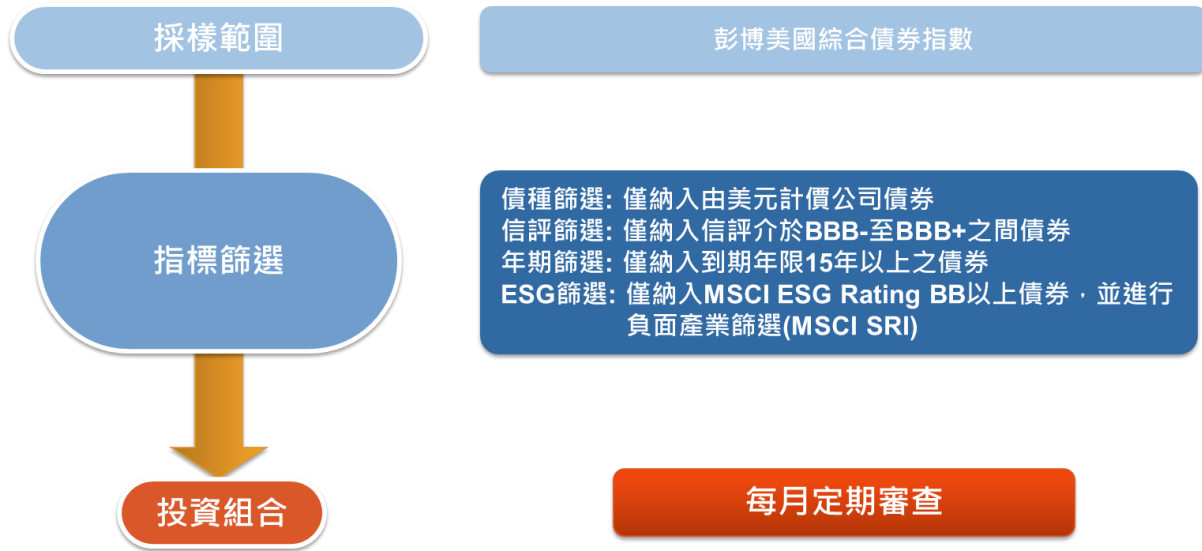 採樣範圍
彭博美國綜合債券指數
指標篩選
債種篩選: 僅納入由美元計價公司債券
信評篩選: 僅納入信評介於BBB-至BBB+之間債券
年期篩選: 僅納入到期年限15年以上之債券
ESG篩選: 僅納入MSCI ESG Rating BB以上債券，並進行
負面產業篩選(MSCI SRI)
投資組合
每月定期審查